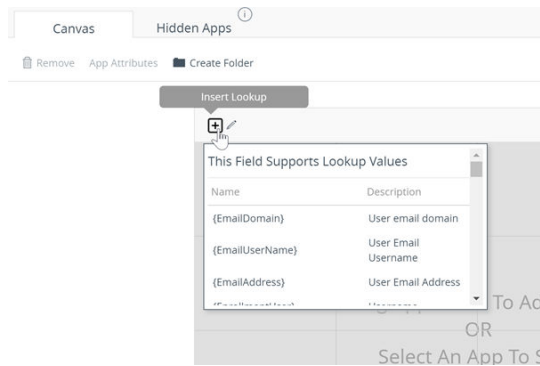 Canvas
Hidden Apps
Remove
App Attributes
Create Folder
Insert Lookup
This Field Supports Lookup Values
Name Description
{EmailDomain} User email domain
{EmailUserName} User Email
Username
{EmailAddress} User Email Address
To Ad
OR
Select An App To S